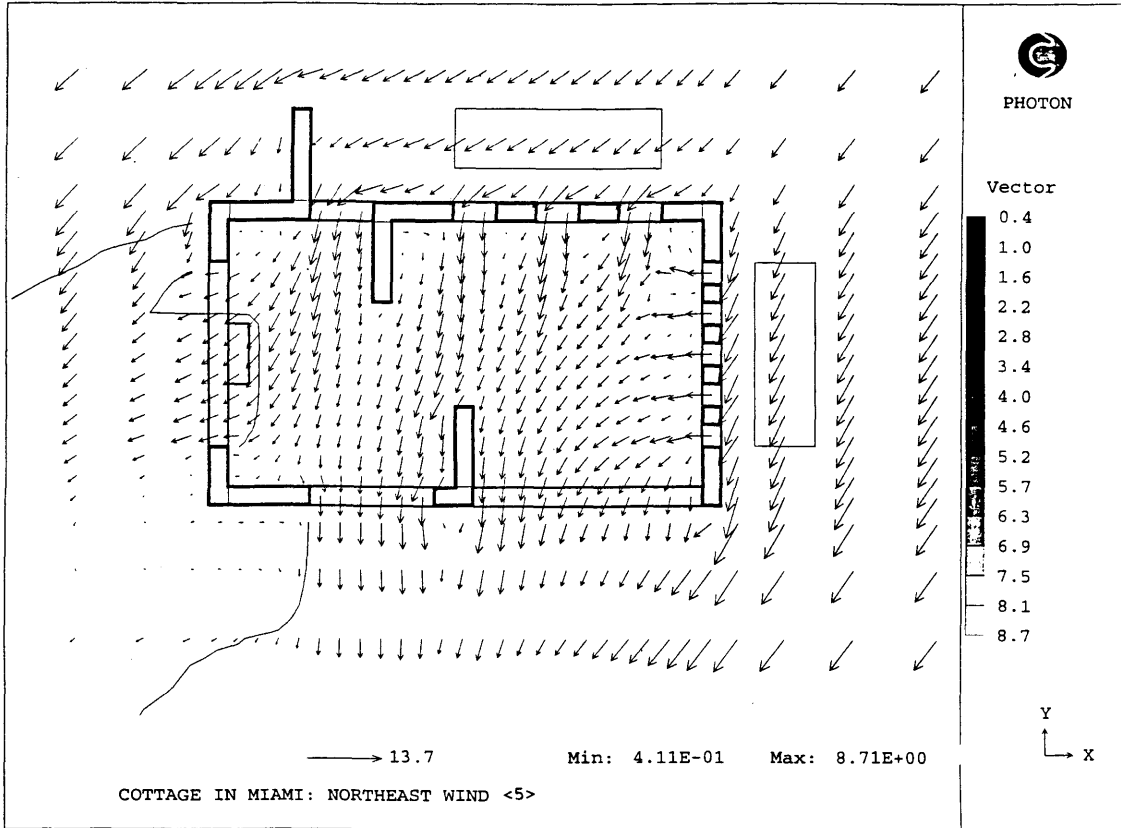 PHOTON
Vector
0.4
1.0
1.6
2.2
2.8
3.4
4.0
4.6
5.2
5.7
6.3
6.9
7.5
8.1
8.7
Y
X
13.7
Min: 4.11E-01 Max: 8.71E+00
COTTAGE IN MIAMI: NORTHEAST WIND <5>